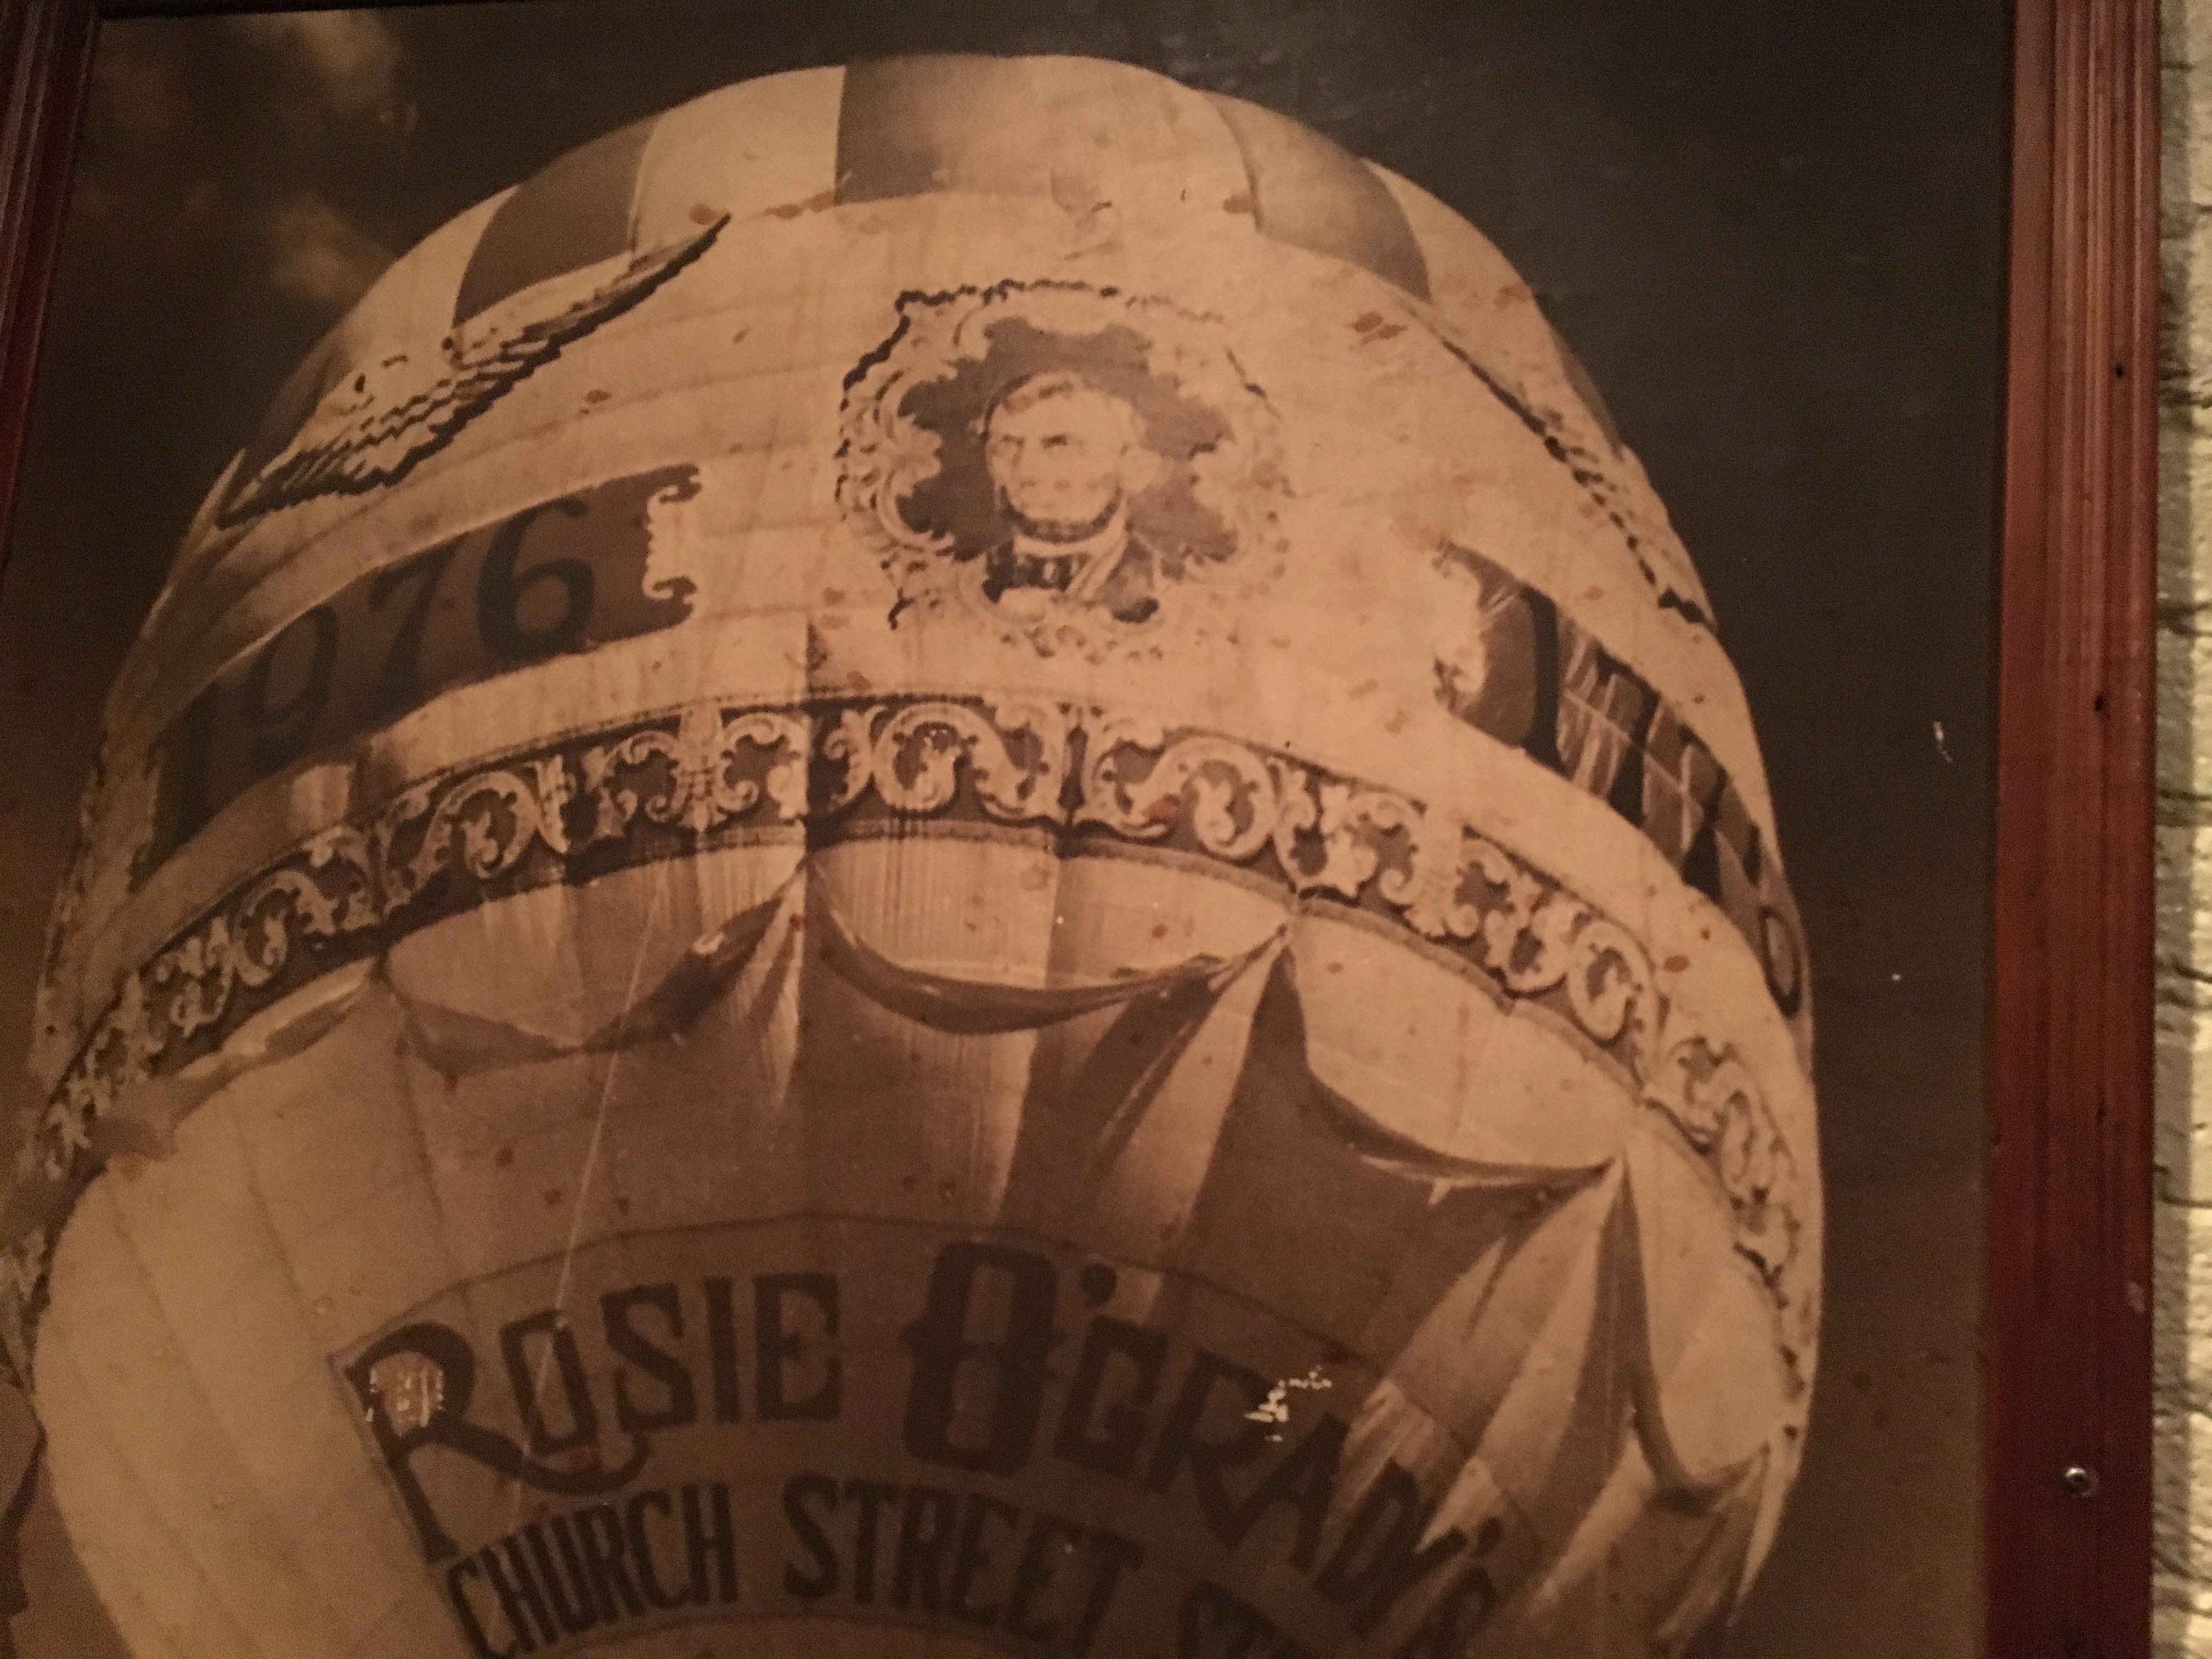 1976
ROSIE O'GRADY'S
CHURCH STREET